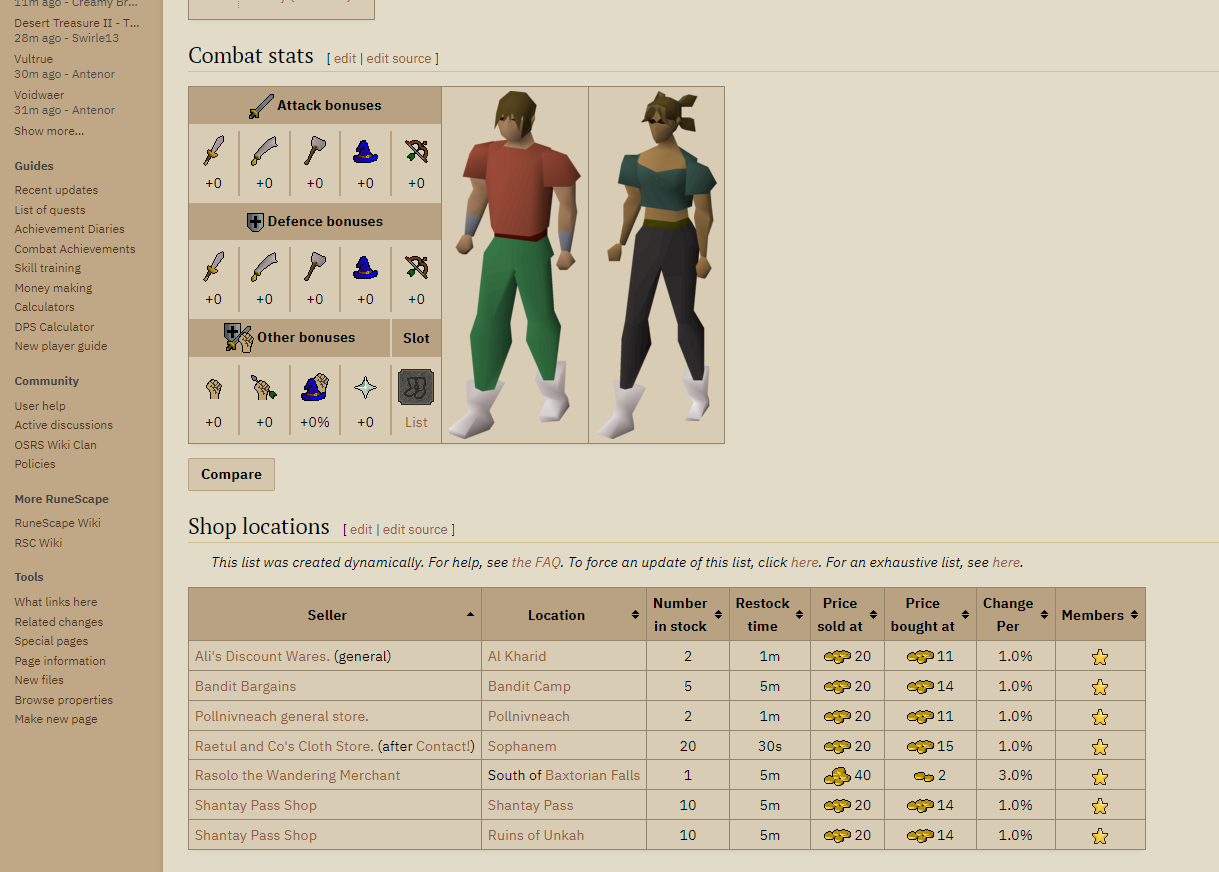 11m ago - Creamy Br...
Desert Treasure II - T...
28m ago - Swirle13
Vultrue
30m ago - Antenor
Voidwaer
31m ago - Antenor
Show more...
Guides
Recent updates
List of quests
Achievement Diaries
Combat Achievements
Skill training
Money making
Calculators
DPS Calculator
New player guide
Community
User help
Active discussions
OSRS Wiki Clan
Policies
More RuneScape
RuneScape Wiki
RSC Wiki
Tools
What links here
Related changes
Special pages
Page information
New files
Browse properties
Make new page
Combat stats [ edit | edit source ]
Attack bonuses
+0 +0 +0 +0 +0
Defence bonuses
+0 +0 +0 +0 +0
Other bonuses Slot
+0 +0 +0% +0 List
Compare
Shop locations [ edit | edit source ]
This list was created dynamically. For help, see the FAQ. To force an update of this list, click here. For an exhaustive list, see here.
Seller Location Number in stock Restock time Price sold at Price bought at Change Per Members
Ali's Discount Wares. (general) Al Kharid 2 1m 20 11 1.0%
Bandit Bargains Bandit Camp 5 5m 20 14 1.0%
Pollnivneach general store. Pollnivneach 2 1m 20 11 1.0%
Raetul and Co's Cloth Store. (after Contact!) Sophanem 20 30s 20 15 1.0%
Rasolo the Wandering Merchant South of Baxtorian Falls 1 5m 40 2 3.0%
Shantay Pass Shop Shantay Pass 10 5m 20 14 1.0%
Shantay Pass Shop Ruins of Unkah 10 5m 20 14 1.0%